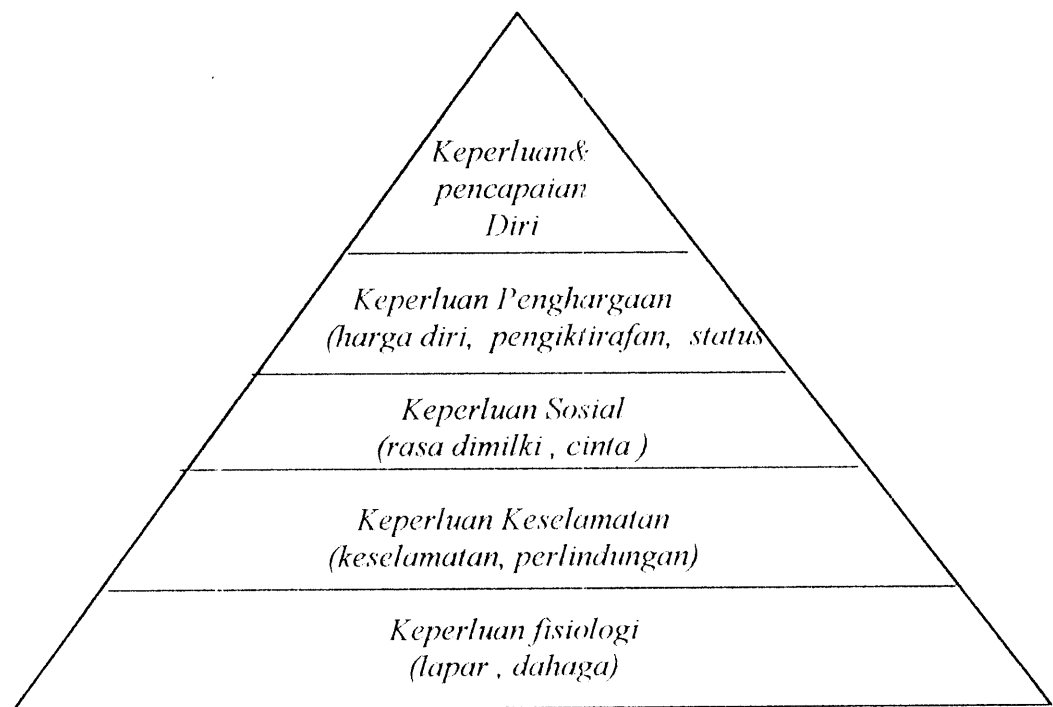 Keperluan&
pencapaian
Diri
Keperluan Penghargaan
(harga diri, pengiktirafan, status
Keperluan Sosial
(rasa dimilki , cinta )
Keperluan Keselamatan
(keselamatan, perlindungan)
Keperluan fisiologi
(lapar , dahaga)